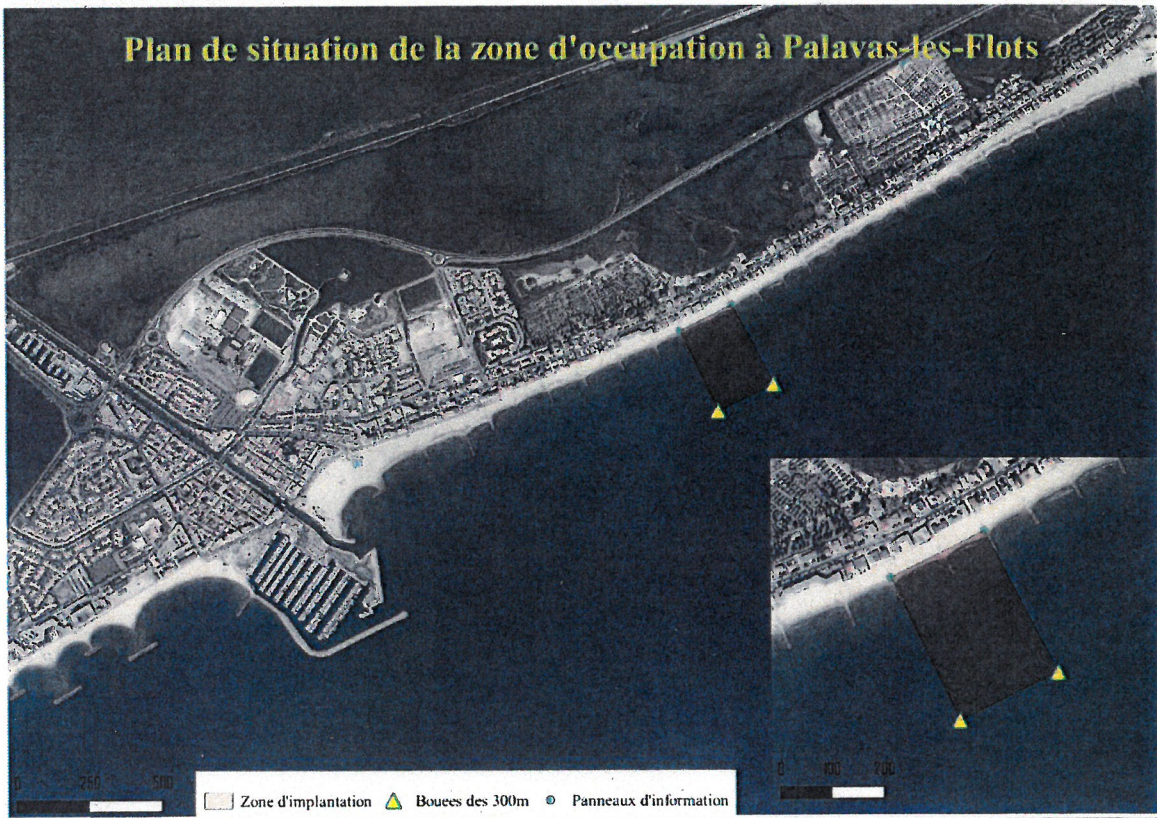 Plan de situation de la zone d'occupation à Palavas-les-Flots
0 250 500
0 100 200
Zone d'implantation Bouees des 300m Panneaux d'information